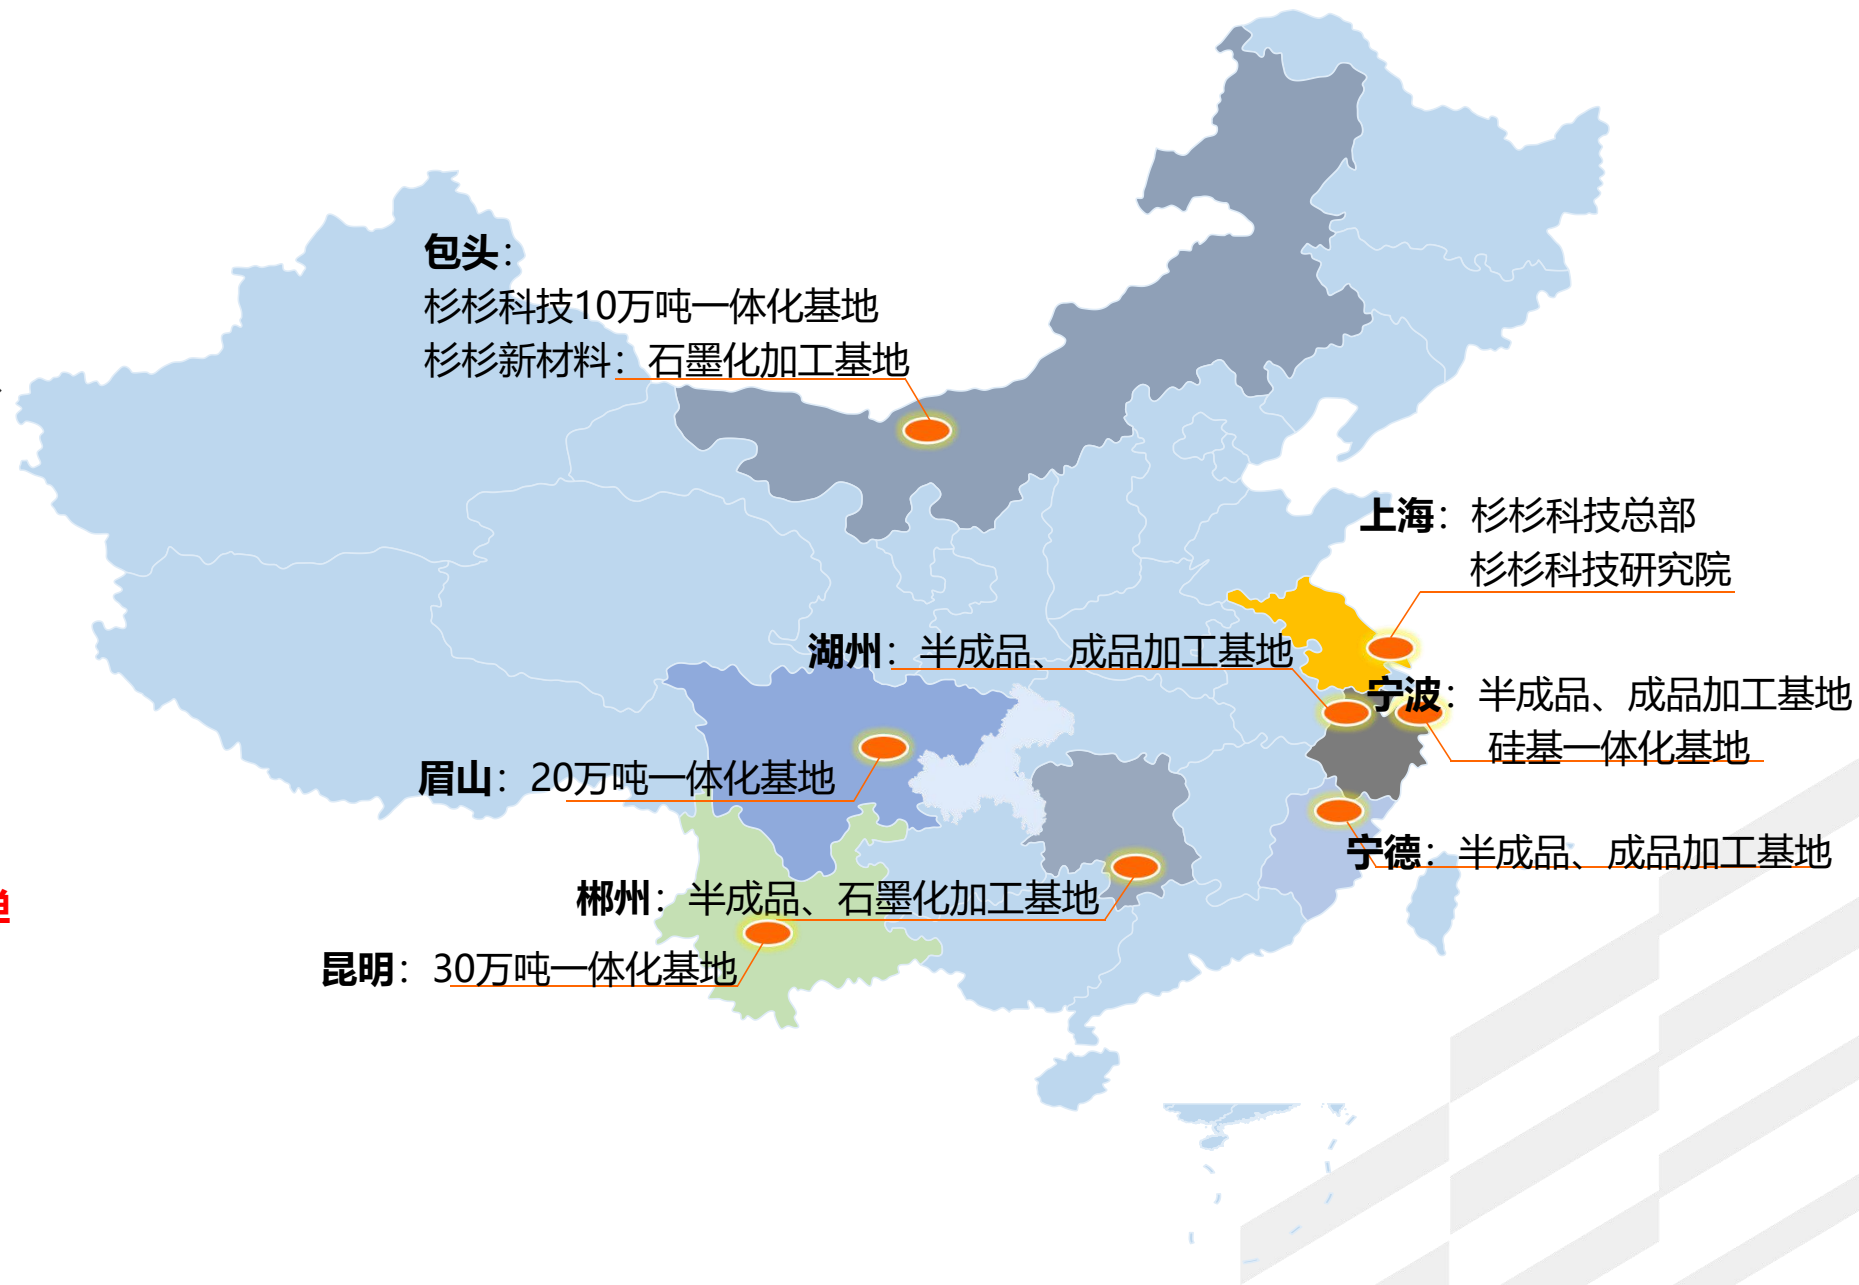 包头：
杉杉科技10万吨一体化基地
杉杉新材料：石墨化加工基地
上海：杉杉科技总部
杉杉科技研究院
湖州：半成品、成品加工基地
宁波：半成品、成品加工基地
硅基一体化基地
眉山：20万吨一体化基地
宁德：半成品、成品加工基地
郴州：半成品、石墨化加工基地
昆明：30万吨一体化基地